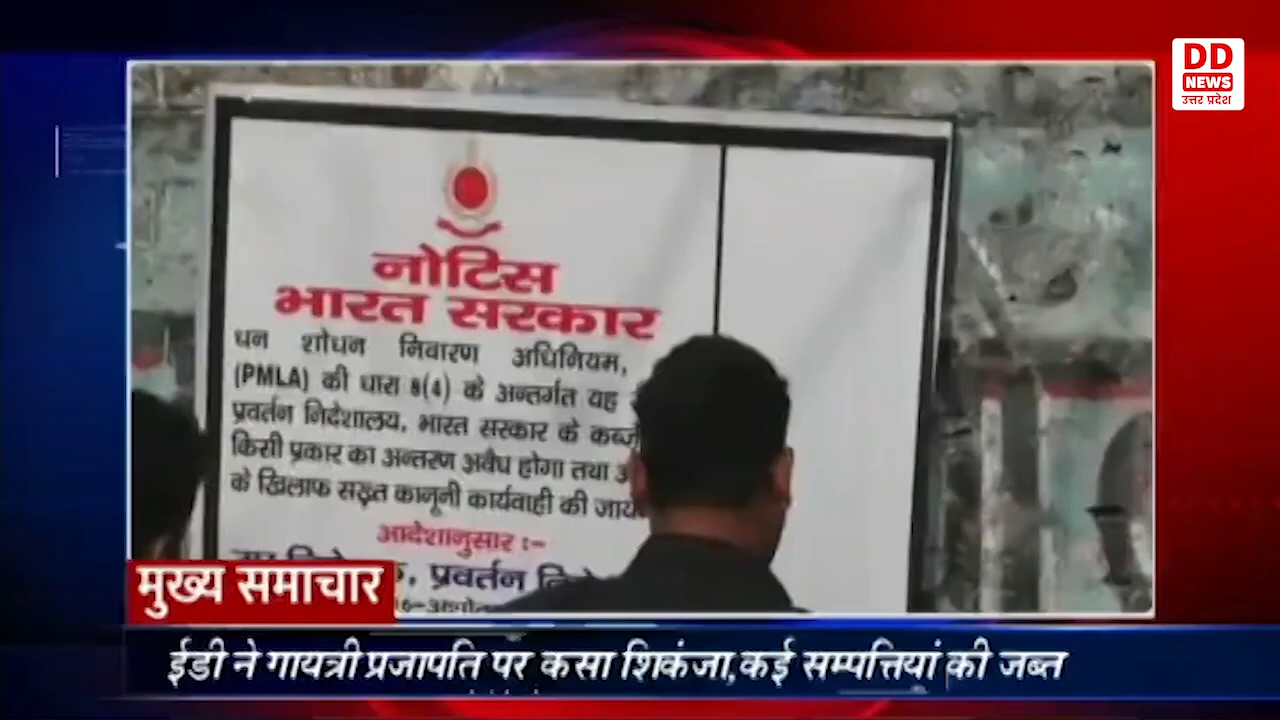 DD
NEWS
उत्तर प्रदेश
नोटिस
भारत सरकार
धन शोधन निवारण अधिनियम,
(PMLA) की धारा 8(4) के अन्तर्गत यह
प्रवर्तन निदेशालय, भारत सरकार के कब्जे
किसी प्रकार का अन्तरण अवैध होगा तथा
के खिलाफ सख़्त कानूनी कार्यवाही की जाय
आदेशानुसार :-
प्रवर्तन
मुख्य समाचार
ईडी ने गायत्री प्रजापति पर कसा शिकंजा,कई सम्पत्तियां की जब्त